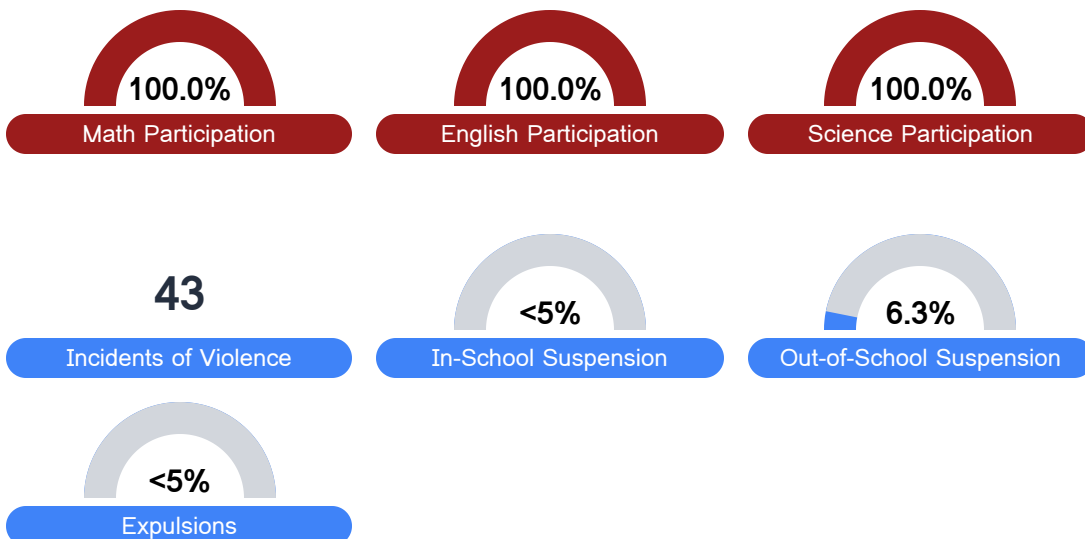 100.0%
Math Participation
100.0%
English Participation
100.0%
Science Participation
43
Incidents of Violence
<5%
In-School Suspension
6.3%
Out-of-School Suspension
<5%
Expulsions